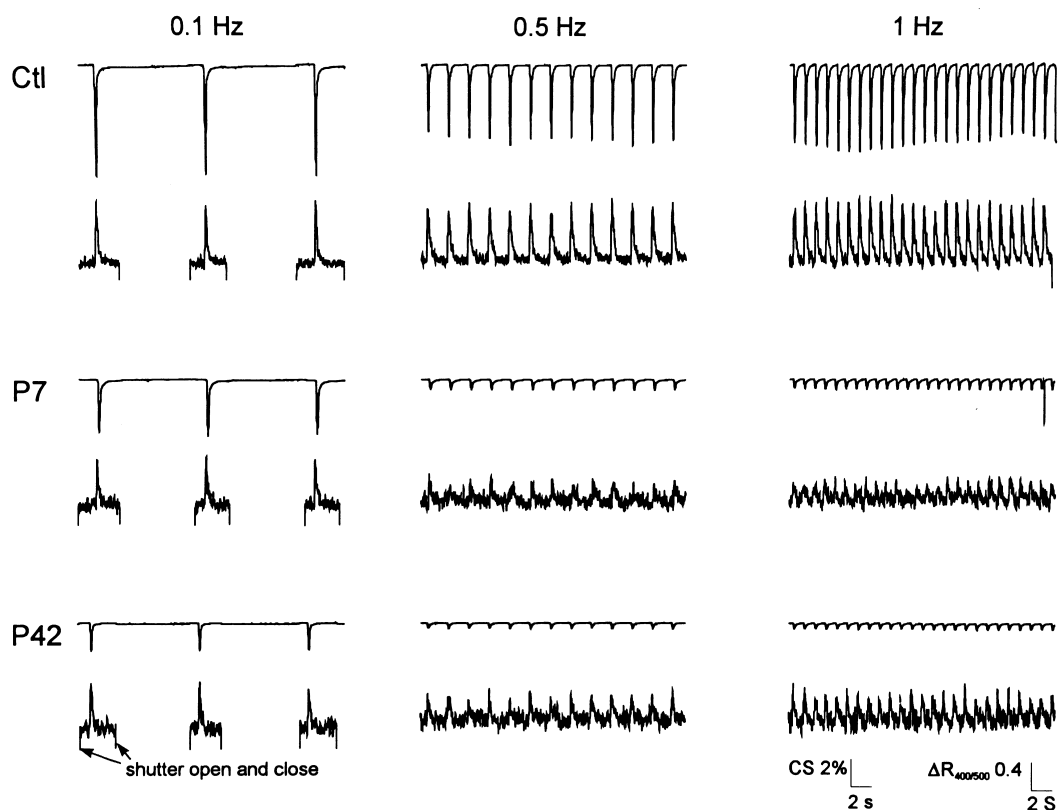 0.1 Hz 0.5 Hz 1 Hz
Ctl
P7
P42
shutter open and close
CS 2% ΔR400/500 0.4
2 s 2 S